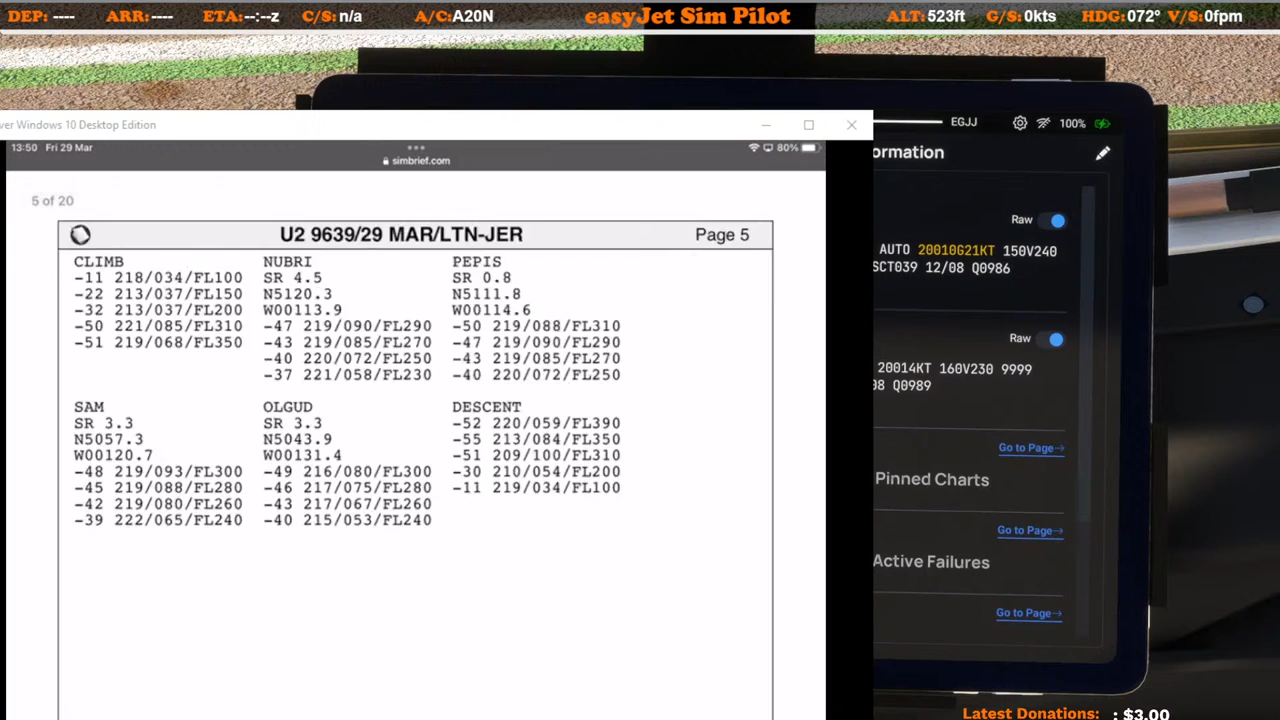 DEP: ---- ARR: ---- ETA: --:--z C/S: n/a A/C: A20N easyJet Sim Pilot ALT: 523ft G/S: 0kts HDG: 072° V/S: 0fpm
ver Windows 10 Desktop Edition
13:50 Fri 29 Mar
80%
simbrief.com
5 of 20
U2 9639/29 MAR/LTN-JER Page 5
CLIMB
-11 218/034/FL100
-22 213/037/FL150
-32 213/037/FL200
-50 221/085/FL310
-51 219/068/FL350
NUBRI
SR 4.5
N5120.3
W00113.9
-47 219/090/FL290
-43 219/085/FL270
-40 220/072/FL250
-37 221/058/FL230
PEPIS
SR 0.8
N5111.8
W00114.6
-50 219/088/FL310
-47 219/090/FL290
-43 219/085/FL270
-40 220/072/FL250
SAM
SR 3.3
N5057.3
W00120.7
-48 219/093/FL300
-45 219/088/FL280
-42 219/080/FL260
-39 222/065/FL240
OLGUD
SR 3.3
N5043.9
W00131.4
-49 216/080/FL300
-46 217/075/FL280
-43 217/067/FL260
-40 215/053/FL240
DESCENT
-52 220/059/FL390
-55 213/084/FL350
-51 209/100/FL310
-30 210/054/FL200
-11 219/034/FL100
EGJJ 100%
ormation
Raw
AUTO 20010G21KT 150V240
SCT039 12/08 Q0986
Raw
20014KT 160V230 9999
08 Q0989
Go to Page
Pinned Charts
Go to Page
Active Failures
Go to Page
Latest Donations: : $3.00